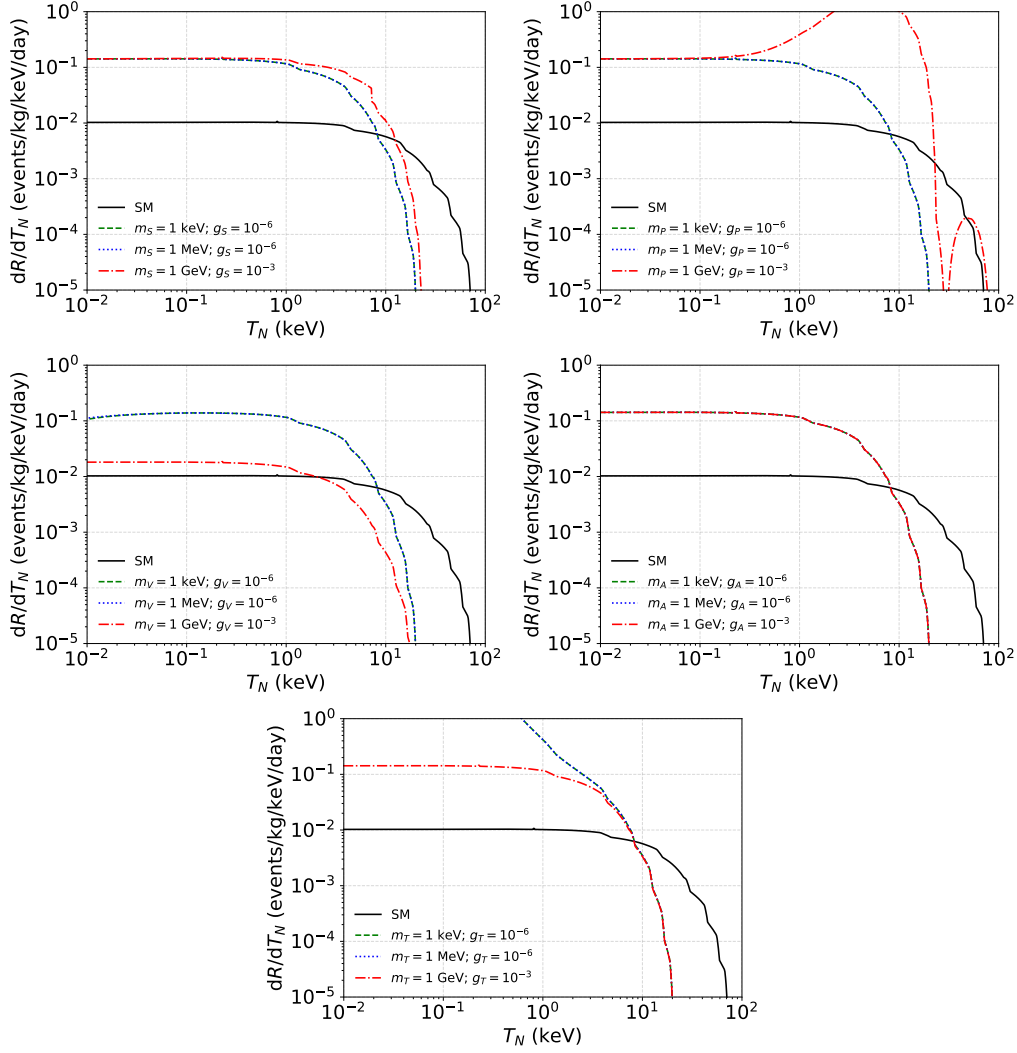 dR/dT_N (events/kg/keV/day)
10^0
10^-1
10^-2
10^-3
10^-4
10^-5
SM
m_S = 1 keV; g_S = 10^-6
m_S = 1 MeV; g_S = 10^-6
m_S = 1 GeV; g_S = 10^-3
10^-2 10^-1 10^0 10^1 10^2
T_N (keV)
dR/dT_N (events/kg/keV/day)
10^0
10^-1
10^-2
10^-3
10^-4
10^-5
SM
m_P = 1 keV; g_P = 10^-6
m_P = 1 MeV; g_P = 10^-6
m_P = 1 GeV; g_P = 10^-3
10^-2 10^-1 10^0 10^1 10^2
T_N (keV)
dR/dT_N (events/kg/keV/day)
10^0
10^-1
10^-2
10^-3
10^-4
10^-5
SM
m_V = 1 keV; g_V = 10^-6
m_V = 1 MeV; g_V = 10^-6
m_V = 1 GeV; g_V = 10^-3
10^-2 10^-1 10^0 10^1 10^2
T_N (keV)
dR/dT_N (events/kg/keV/day)
10^0
10^-1
10^-2
10^-3
10^-4
10^-5
SM
m_A = 1 keV; g_A = 10^-6
m_A = 1 MeV; g_A = 10^-6
m_A = 1 GeV; g_A = 10^-3
10^-2 10^-1 10^0 10^1 10^2
T_N (keV)
dR/dT_N (events/kg/keV/day)
10^0
10^-1
10^-2
10^-3
10^-4
10^-5
SM
m_T = 1 keV; g_T = 10^-6
m_T = 1 MeV; g_T = 10^-6
m_T = 1 GeV; g_T = 10^-3
10^-2 10^-1 10^0 10^1 10^2
T_N (keV)